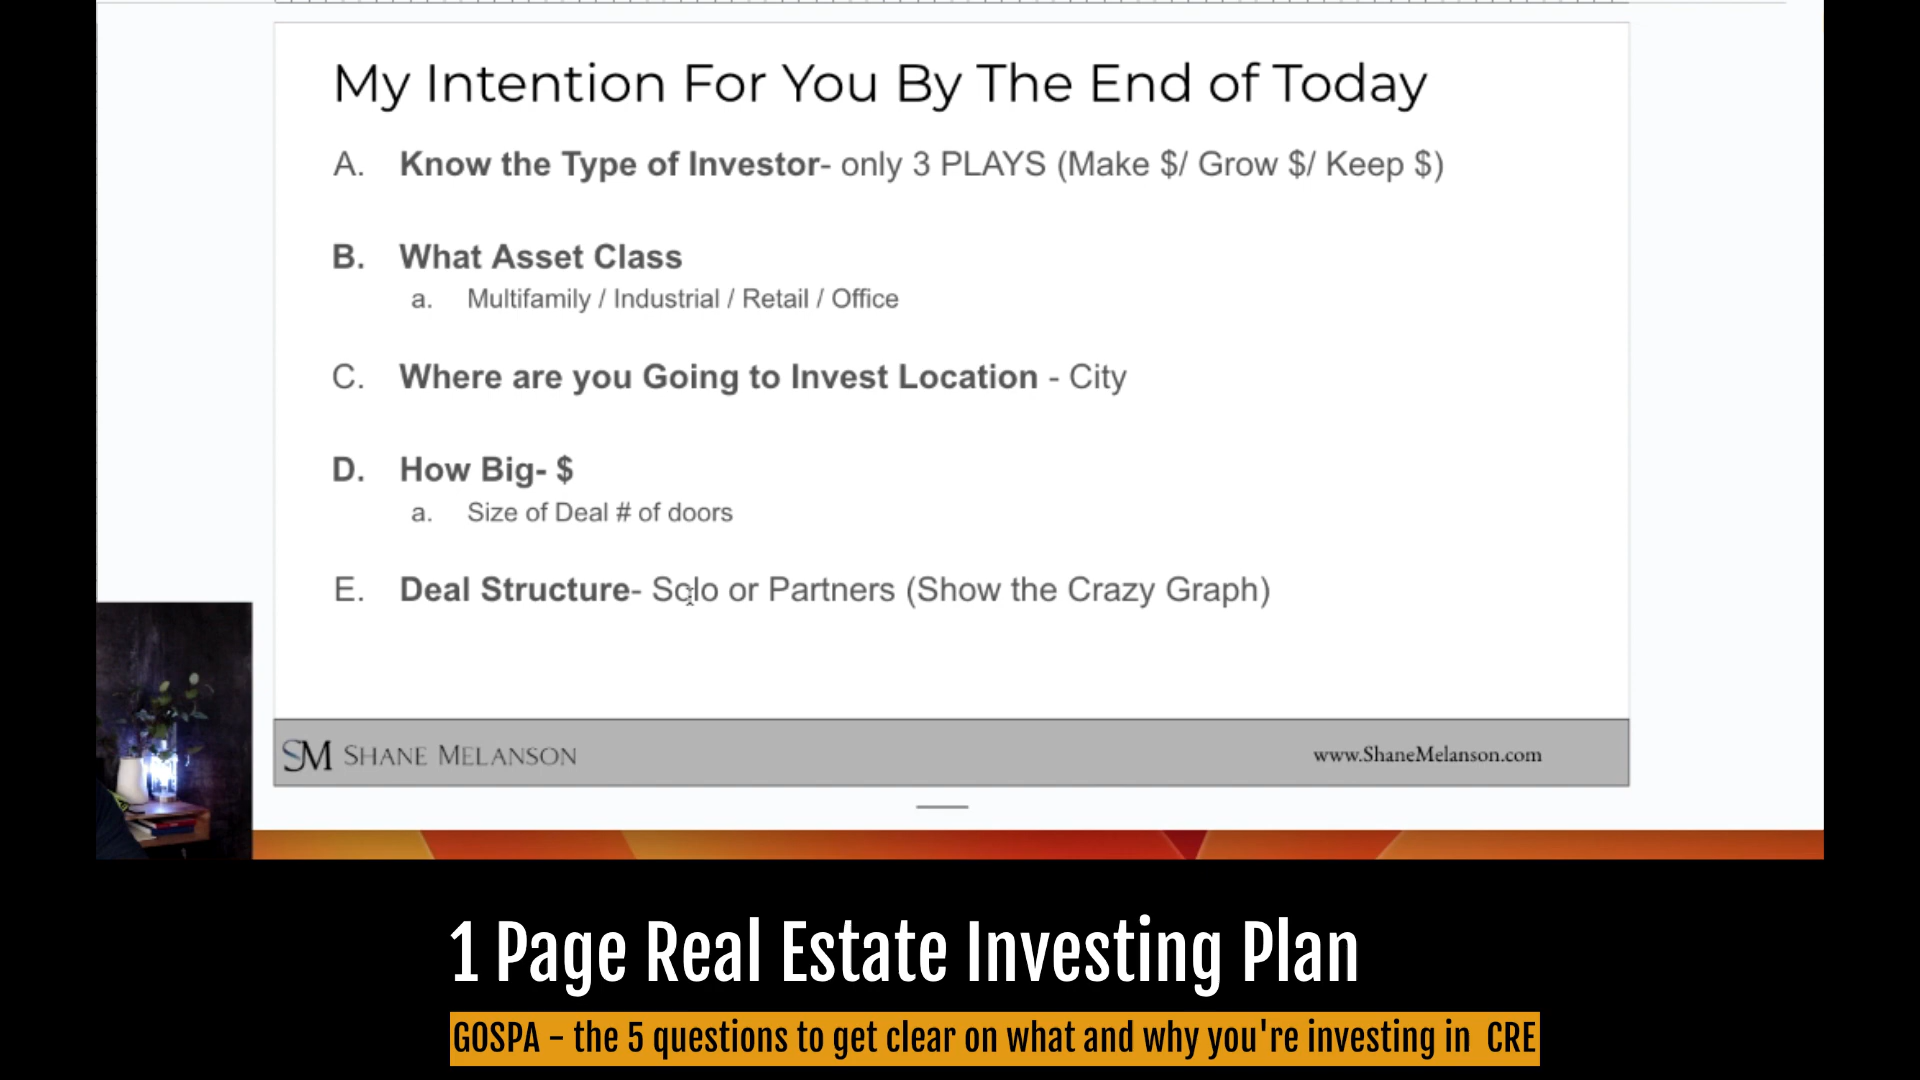 My Intention For You By The End of Today
A. Know the Type of Investor- only 3 PLAYS (Make $/ Grow $/ Keep $)
B. What Asset Class
a. Multifamily / Industrial / Retail / Office
C. Where are you Going to Invest Location - City
D. How Big- $
a. Size of Deal # of doors
E. Deal Structure- Solo or Partners (Show the Crazy Graph)
SM SHANE MELANSON
www.ShaneMelanson.com
1 Page Real Estate Investing Plan
GOSPA - the 5 questions to get clear on what and why you're investing in CRE